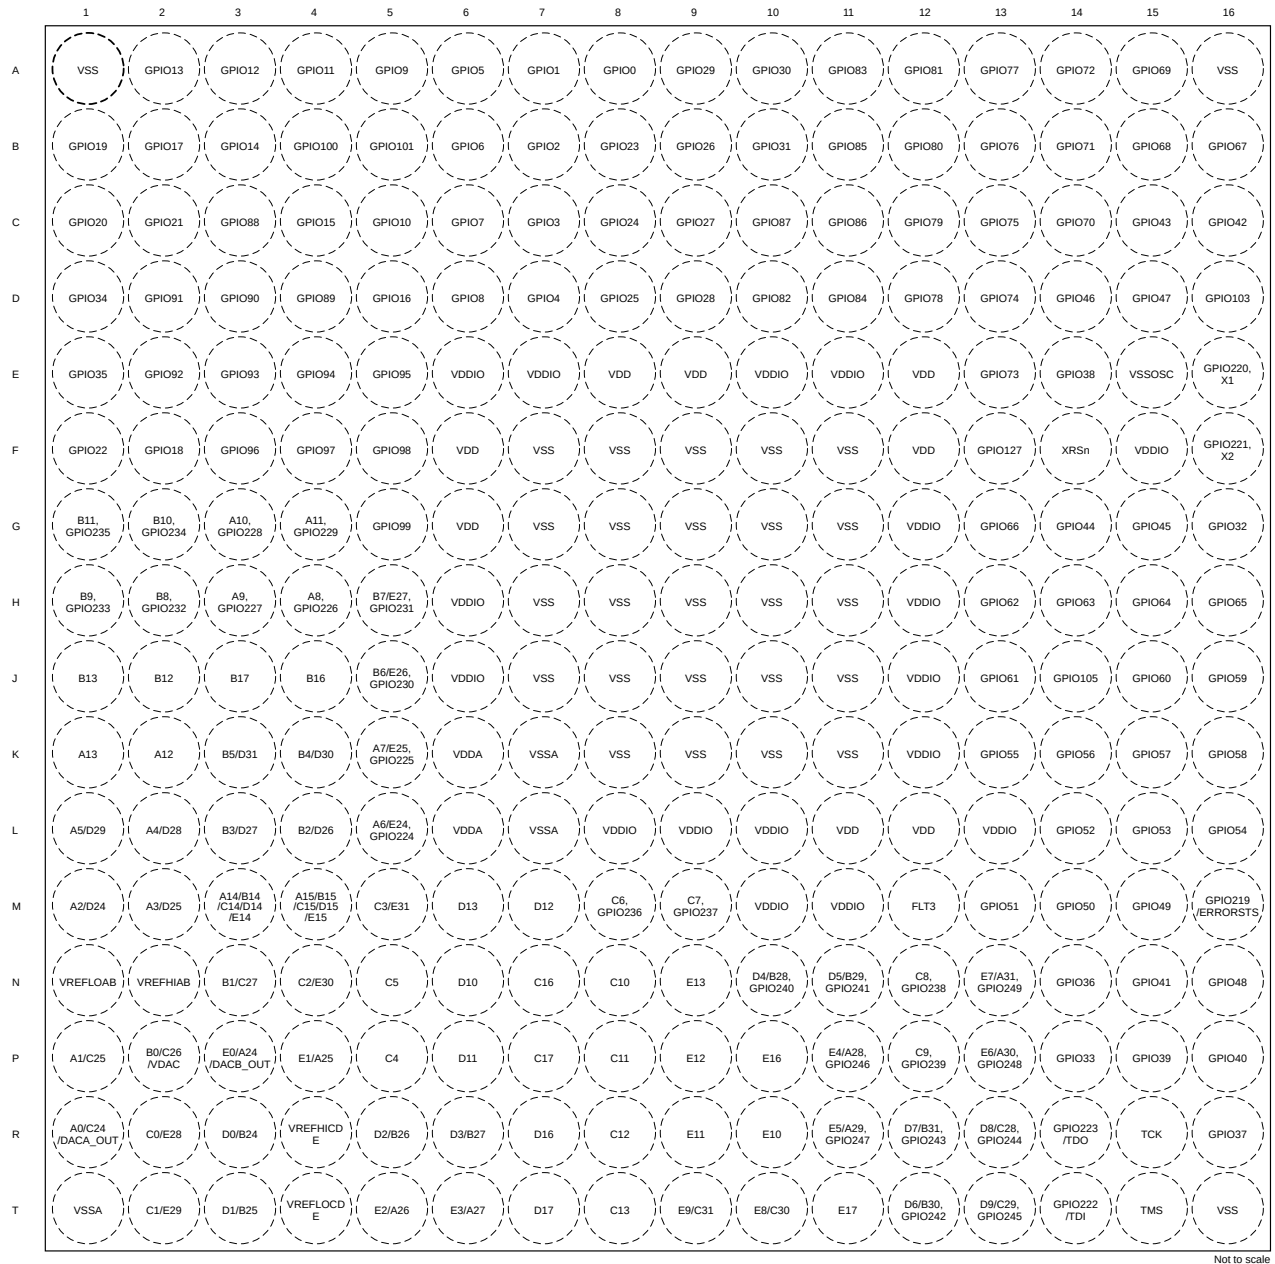 1 2 3 4 5 6 7 8 9 10 11 12 13 14 15 16
A VSS GPIO13 GPIO12 GPIO11 GPIO9 GPIO5 GPIO1 GPIO0 GPIO29 GPIO30 GPIO83 GPIO81 GPIO77 GPIO72 GPIO69 VSS
B GPIO19 GPIO17 GPIO14 GPIO100 GPIO101 GPIO6 GPIO2 GPIO23 GPIO26 GPIO31 GPIO85 GPIO80 GPIO76 GPIO71 GPIO68 GPIO67
C GPIO20 GPIO21 GPIO88 GPIO15 GPIO10 GPIO7 GPIO3 GPIO24 GPIO27 GPIO87 GPIO86 GPIO79 GPIO75 GPIO70 GPIO43 GPIO42
D GPIO34 GPIO91 GPIO90 GPIO89 GPIO16 GPIO8 GPIO4 GPIO25 GPIO28 GPIO82 GPIO84 GPIO78 GPIO74 GPIO46 GPIO47 GPIO103
E GPIO35 GPIO92 GPIO93 GPIO94 GPIO95 VDDIO VDDIO VDD VDD VDDIO VDDIO VDD GPIO73 GPIO38 VSSOSC GPIO220,
X1
F GPIO22 GPIO18 GPIO96 GPIO97 GPIO98 VDD VSS VSS VSS VSS VSS VDD GPIO127 XRSn VDDIO GPIO221,
X2
G B11, B10, A10, A11, GPIO99 VDD VSS VSS VSS VSS VSS VDDIO GPIO66 GPIO44 GPIO45 GPIO32
GPIO235 GPIO234 GPIO228 GPIO229
H B9, B8, A9, A8, B7/E27, VDDIO VSS VSS VSS VSS VSS VDDIO GPIO62 GPIO63 GPIO64 GPIO65
GPIO233 GPIO232 GPIO227 GPIO226 GPIO231
J B13 B12 B17 B16 B6/E26, VDDIO VSS VSS VSS VSS VSS VDDIO GPIO61 GPIO105 GPIO60 GPIO59
GPIO230
K A13 A12 B5/D31 B4/D30 A7/E25, VDDA VSSA VSS VSS VSS VSS VDDIO GPIO55 GPIO56 GPIO57 GPIO58
GPIO225
L A5/D29 A4/D28 B3/D27 B2/D26 A6/E24, VDDA VSSA VDDIO VDDIO VDDIO VDD VDD VDDIO GPIO52 GPIO53 GPIO54
GPIO224
A14/B14 A15/B15
M A2/D24 A3/D25 /C14/D14 /C15/D15 C3/E31 D13 D12 C6, C7, VDDIO VDDIO FLT3 GPIO51 GPIO50 GPIO49 GPIO219
/E14 /E15 GPIO236 GPIO237 /ERRORSTS
N VREFLOAB VREFHIAB B1/C27 C2/E30 C5 D10 C16 C10 E13 D4/B28, D5/B29, C8, E7/A31, GPIO36 GPIO41 GPIO48
GPIO240 GPIO241 GPIO238 GPIO249
P A1/C25 B0/C26 E0/A24 E1/A25 C4 D11 C17 C11 E12 E16 E4/A28, C9, E6/A30, GPIO33 GPIO39 GPIO40
/VDAC /DACB_OUT GPIO246 GPIO239 GPIO248
R A0/C24 C0/E28 D0/B24 VREFHICD D2/B26 D3/B27 D16 C12 E11 E10 E5/A29, D7/B31, D8/C28, GPIO223 TCK GPIO37
/DACA_OUT E GPIO247 GPIO243 GPIO244 /TDO
T VSSA C1/E29 D1/B25 VREFLOCD E2/A26 E3/A27 D17 C13 E9/C31 E8/C30 E17 D6/B30, D9/C29, GPIO222 TMS VSS
E GPIO242 GPIO245 /TDI
Not to scale